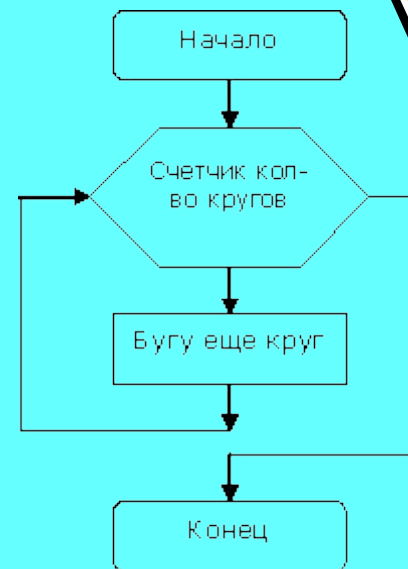 Начало
Счетчик кол-
во кругов
Бугу еще круг
Конец